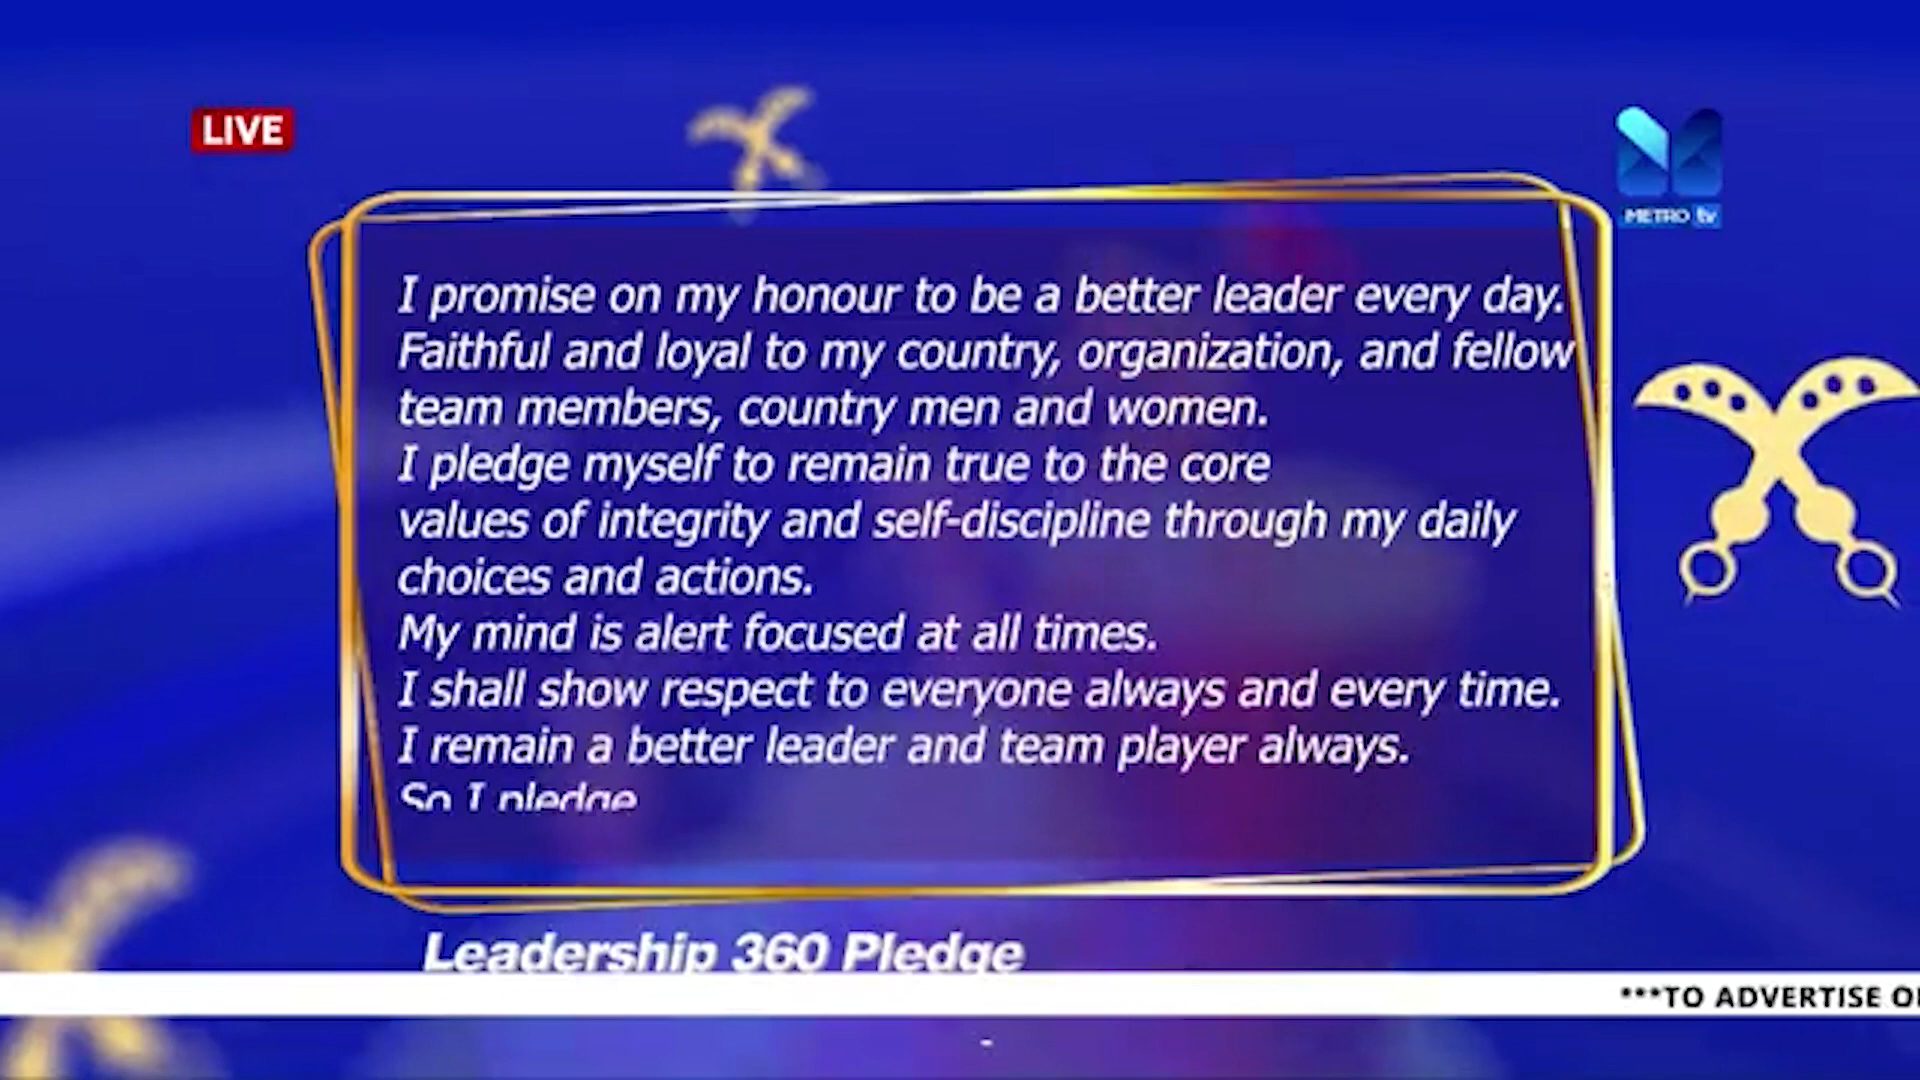 LIVE
METRO tv
I promise on my honour to be a better leader every day.
Faithful and loyal to my country, organization, and fellow
team members, country men and women.
I pledge myself to remain true to the core
values of integrity and self-discipline through my daily
choices and actions.
My mind is alert focused at all times.
I shall show respect to everyone always and every time.
I remain a better leader and team player always.
So I pledge
Leadership 360 Pledge
***TO ADVERTISE